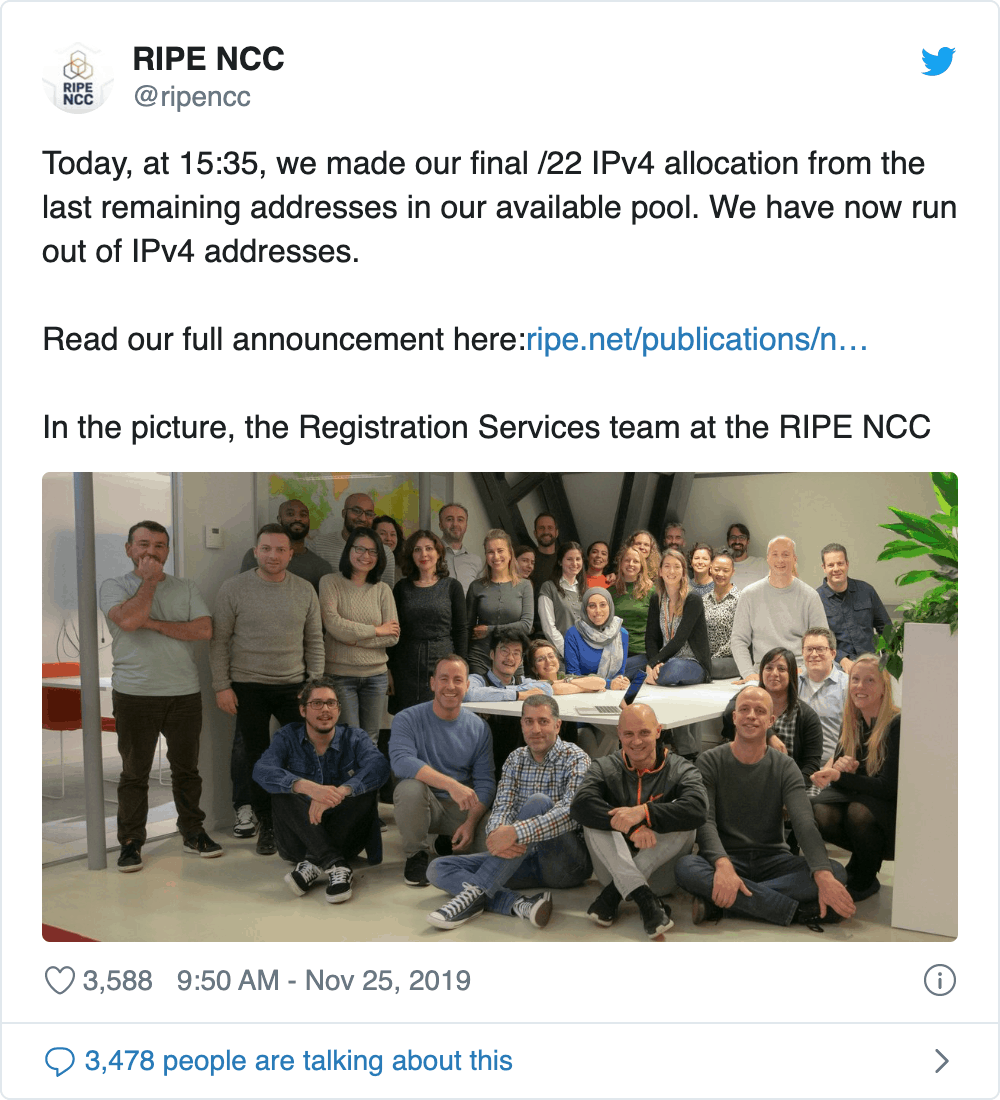 RIPE NCC
@ripencc
RIPE
NCC
Today, at 15:35, we made our final /22 IPv4 allocation from the
last remaining addresses in our available pool. We have now run
out of IPv4 addresses.
Read our full announcement here:ripe.net/publications/n…
In the picture, the Registration Services team at the RIPE NCC
3,588 9:50 AM - Nov 25, 2019
3,478 people are talking about this